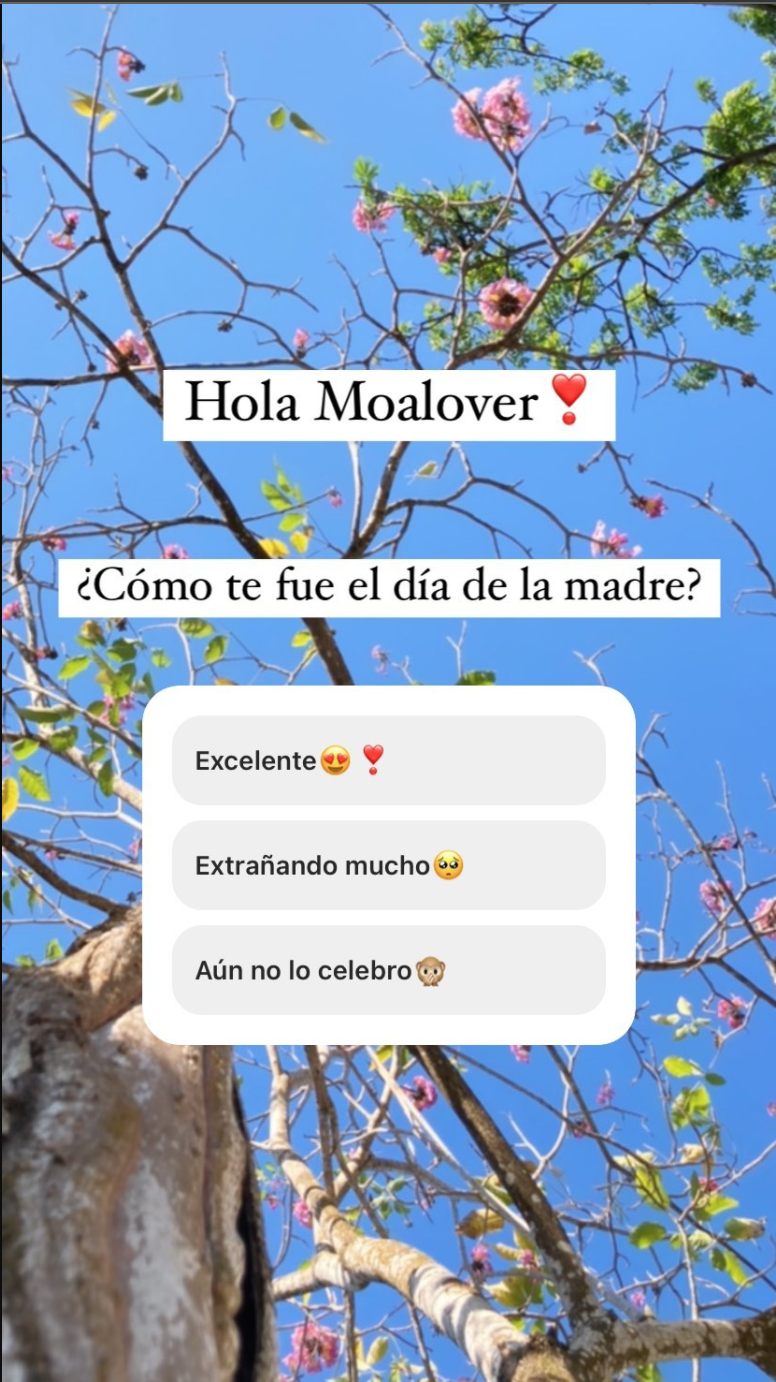 Hola Moalover❣️
¿Cómo te fue el día de la madre?
Excelente😍❣️
Extrañando mucho🥺
Aún no lo celebro🙊